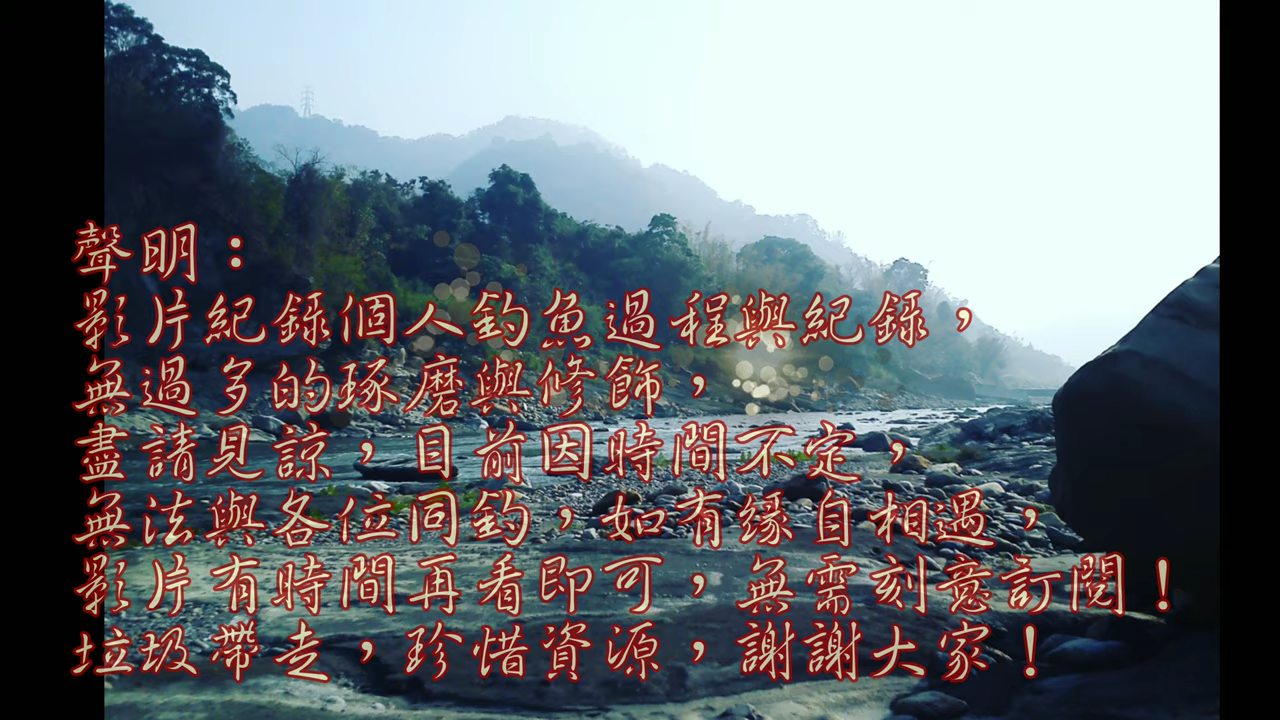 聲明：
影片紀錄個人釣魚過程與紀錄，
無過多的琢磨與修飾，
盡請見諒，目前因時間不定，
無法與各位同釣，如有緣自相遇，
影片有時間再看即可，無需刻意訂閱！
垃圾帶走，珍惜資源，謝謝大家！